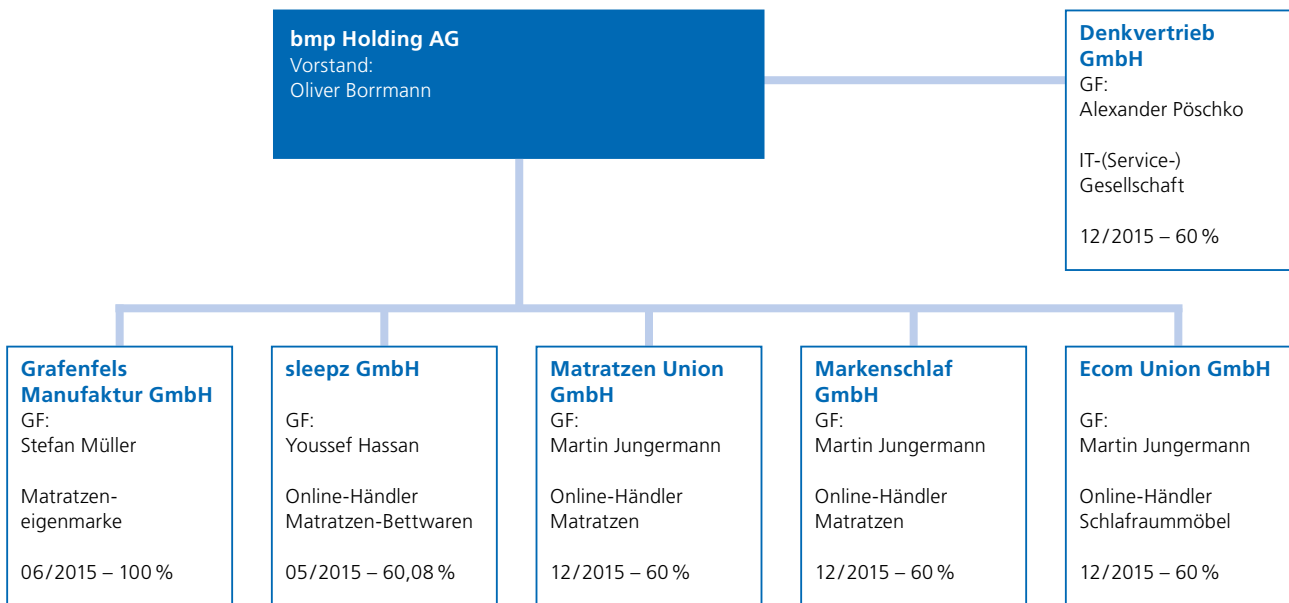 bmp Holding AG
Vorstand:
Oliver Borrmann
Denkvertrieb
GmbH
GF:
Alexander Pöschko
IT-(Service-)
Gesellschaft
12/2015 – 60 %
Grafenfels
Manufaktur GmbH
GF:
Stefan Müller
Matratzen-
eigenmarke
06/2015 – 100 %
sleepz GmbH
GF:
Youssef Hassan
Online-Händler
Matratzen-Bettwaren
05/2015 – 60,08 %
Matratzen Union
GmbH
GF:
Martin Jungermann
Online-Händler
Matratzen
12/2015 – 60 %
Markenschlaf
GmbH
GF:
Martin Jungermann
Online-Händler
Matratzen
12/2015 – 60 %
Ecom Union GmbH
GF:
Martin Jungermann
Online-Händler
Schlafraummöbel
12/2015 – 60 %